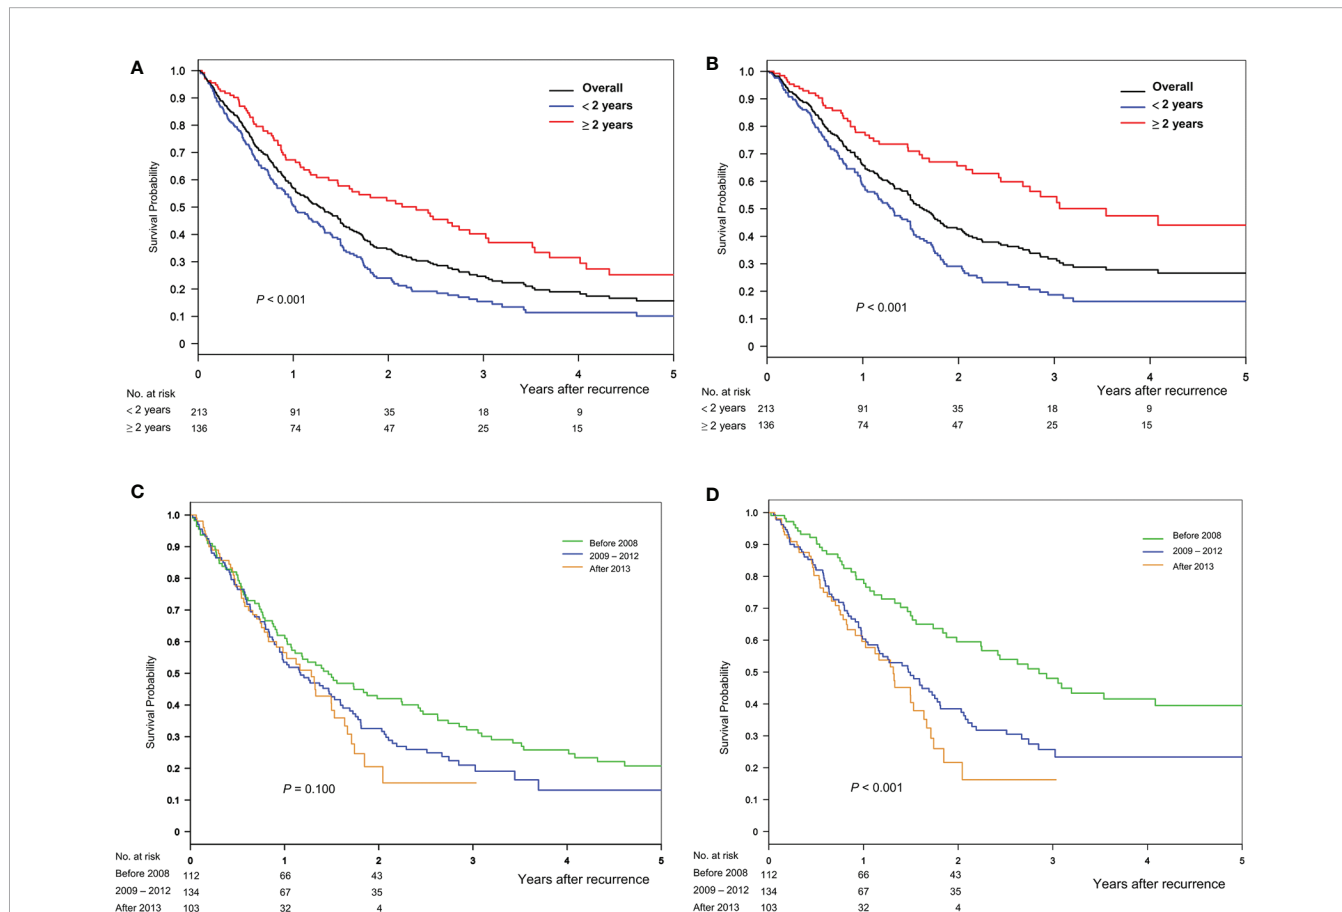 A
Overall
< 2 years
≥ 2 years
Survival Probability
1.0
0.9
0.8
0.7
0.6
0.5
0.4
0.3
0.2
0.1
0
P < 0.001
0 1 2 3 4 5
Years after recurrence
No. at risk
< 2 years 213 91 35 18 9
≥ 2 years 136 74 47 25 15
B
Overall
< 2 years
≥ 2 years
Survival Probability
1.0
0.9
0.8
0.7
0.6
0.5
0.4
0.3
0.2
0.1
0
P < 0.001
0 1 2 3 4 5
Years after recurrence
No. at risk
< 2 years 213 91 35 18 9
≥ 2 years 136 74 47 25 15
C
Before 2008
2009 – 2012
After 2013
Survival Probability
1.0
0.9
0.8
0.7
0.6
0.5
0.4
0.3
0.2
0.1
0
P = 0.100
0 1 2 3 4 5
Years after recurrence
No. at risk
Before 2008 112 66 43
2009 – 2012 134 67 35
After 2013 103 32 4
D
Before 2008
2009 – 2012
After 2013
Survival Probability
1.0
0.9
0.8
0.7
0.6
0.5
0.4
0.3
0.2
0.1
0
P < 0.001
0 1 2 3 4 5
Years after recurrence
No. at risk
Before 2008 112 66 43
2009 – 2012 134 67 35
After 2013 103 32 4